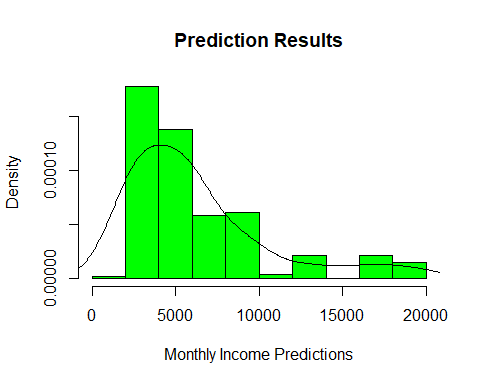 Prediction Results
Density
0.00010
0.00000
0 5000 10000 15000 20000
Monthly Income Predictions